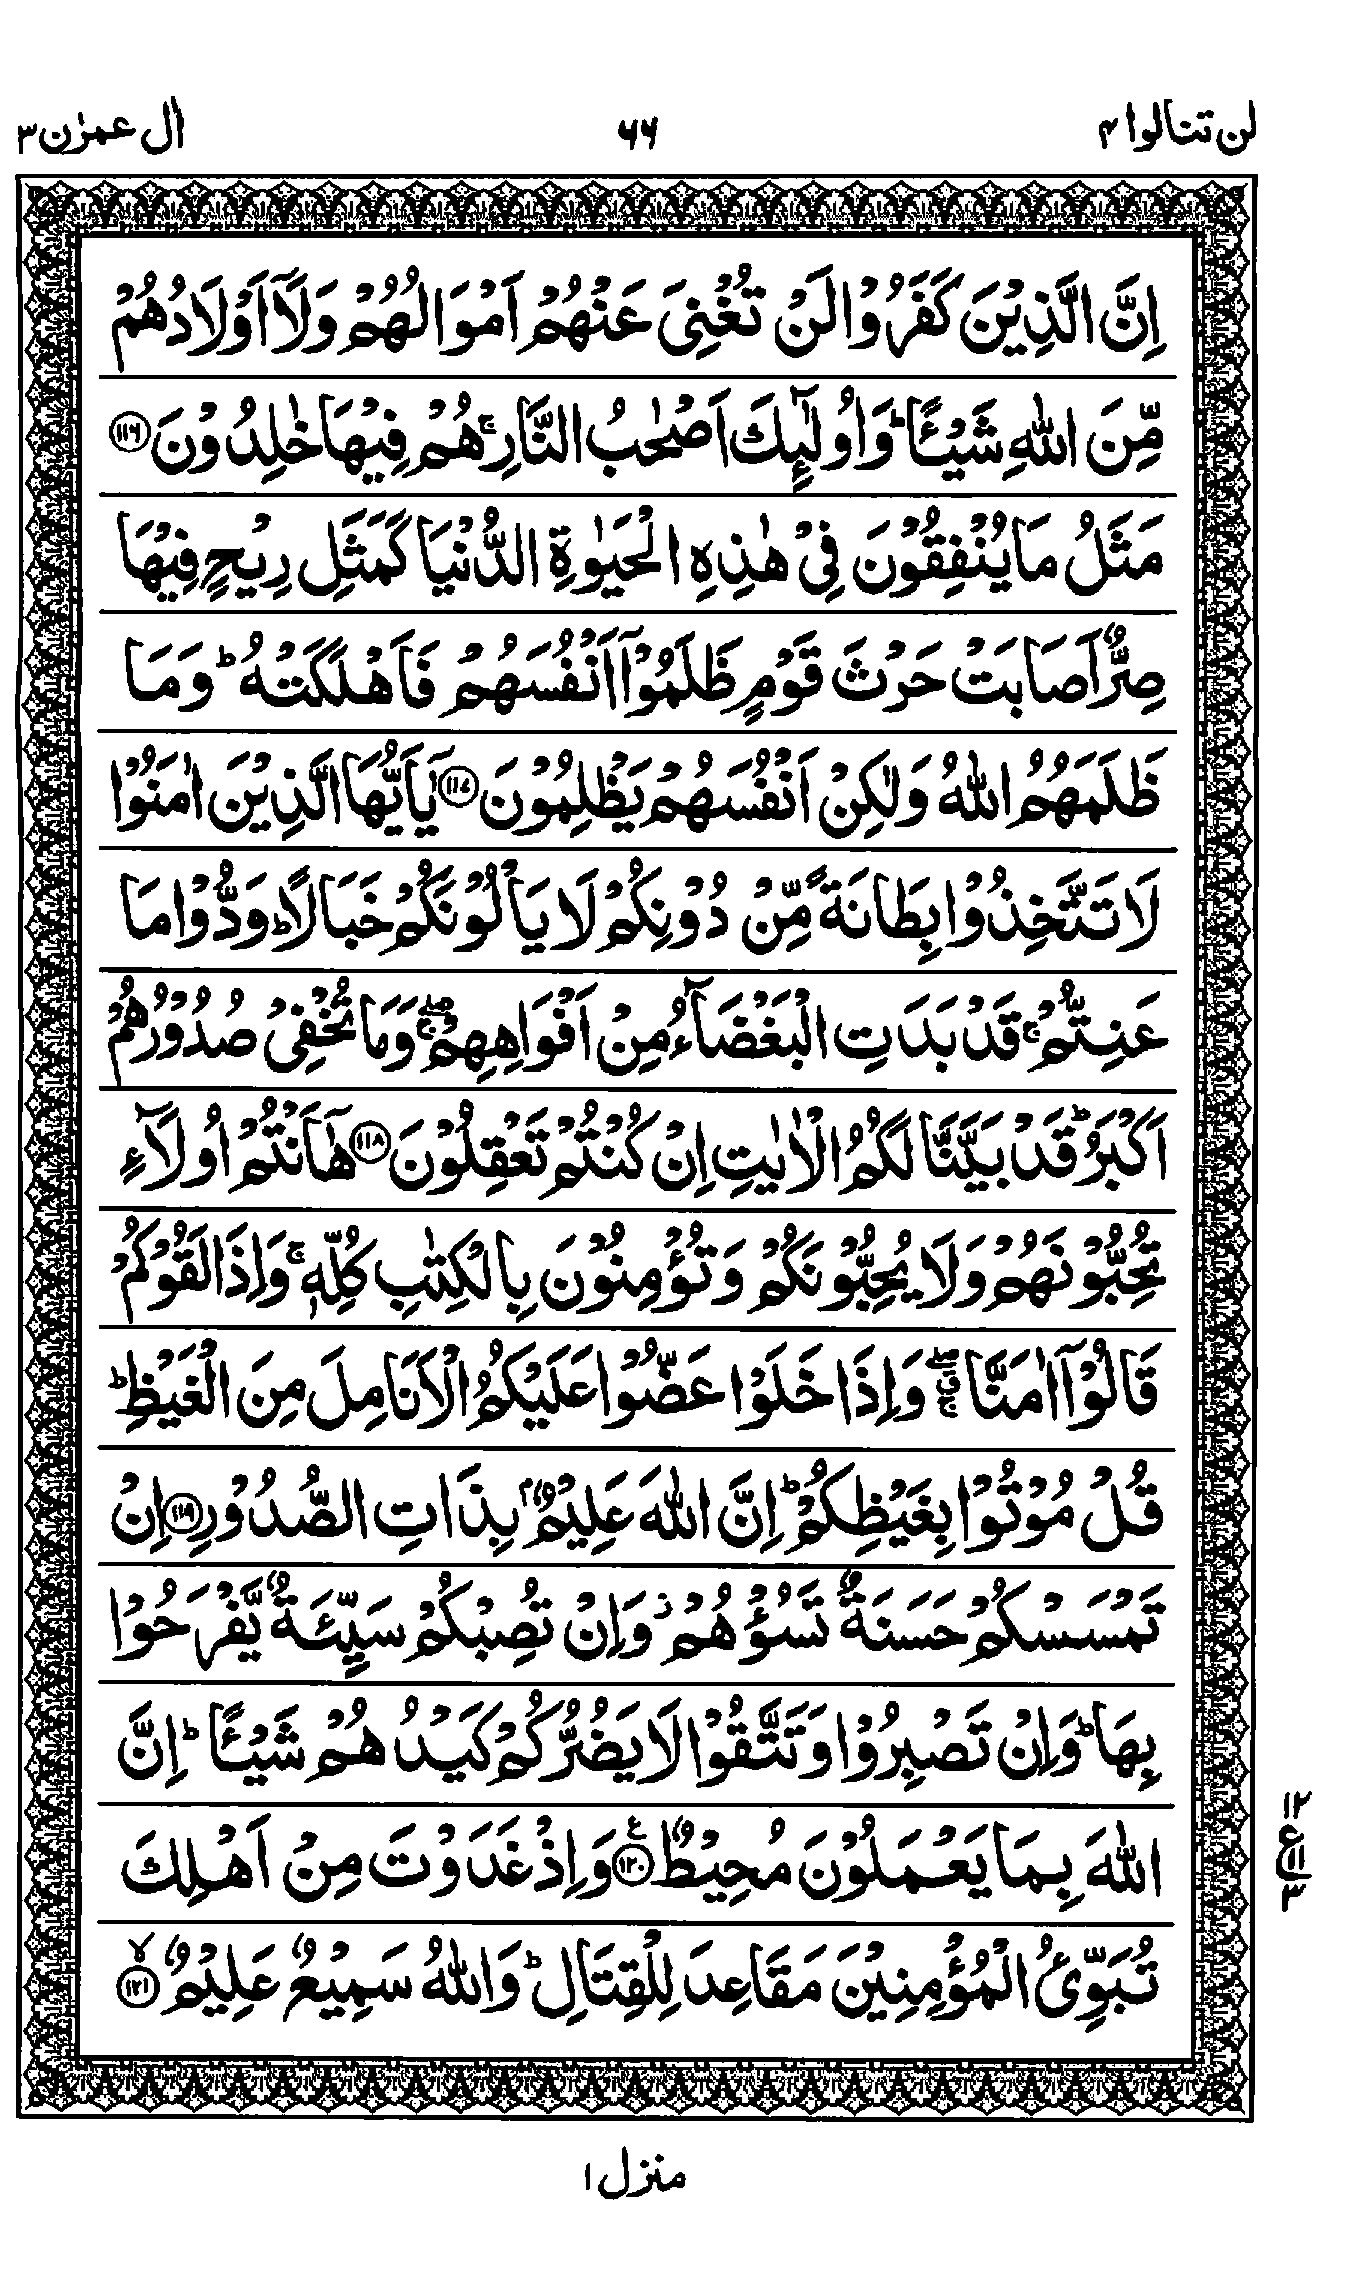 لن تنالوا ۴
۶۶
اٰل عمرٰن ۳
اِنَّ الَّذِیْنَ كَفَرُوْا لَنْ تُغْنِیَ عَنْهُمْ اَمْوَالُهُمْ وَلَاۤ اَوْلَادُهُمْ
مِّنَ اللّٰهِ شَیْـًٔاؕ وَاُولٰٓىِٕكَ اَصْحٰبُ النَّارِۚ هُمْ فِیْهَا خٰلِدُوْنَ ۝۱۱۶
مَثَلُ مَا یُنْفِقُوْنَ فِیْ هٰذِهِ الْحَیٰوةِ الدُّنْیَا كَمَثَلِ رِیْحٍ فِیْهَا
صِرٌّ اَصَابَتْ حَرْثَ قَوْمٍ ظَلَمُوْۤا اَنْفُسَهُمْ فَاَهْلَكَتْهُؕ وَمَا
ظَلَمَهُمُ اللّٰهُ وَلٰكِنْ اَنْفُسَهُمْ یَظْلِمُوْنَ ۝۱۱۷ یٰۤاَیُّهَا الَّذِیْنَ اٰمَنُوْا
لَا تَتَّخِذُوْا بِطَانَةً مِّنْ دُوْنِكُمْ لَا یَاْلُوْنَكُمْ خَبَالًاؕ وَدُّوْا مَا
عَنِتُّمْۚ قَدْ بَدَتِ الْبَغْضَآءُ مِنْ اَفْوَاهِهِمْۖۚ وَمَا تُخْفِیْ صُدُوْرُهُمْ
اَكْبَرُؕ قَدْ بَیَّنَّا لَكُمُ الْاٰیٰتِ اِنْ كُنْتُمْ تَعْقِلُوْنَ ۝۱۱۸ هٰۤاَنْتُمْ اُولَآءِ
تُحِبُّوْنَهُمْ وَلَا یُحِبُّوْنَكُمْ وَتُؤْمِنُوْنَ بِالْكِتٰبِ كُلِّهٖۚ وَاِذَا لَقُوْكُمْ
قَالُوْۤا اٰمَنَّا ۖۗۚ وَاِذَا خَلَوْا عَضُّوْا عَلَیْكُمُ الْاَنَامِلَ مِنَ الْغَیْظِؕ
قُلْ مُوْتُوْا بِغَیْظِكُمْؕ اِنَّ اللّٰهَ عَلِیْمٌۢ بِذَاتِ الصُّدُوْرِ ۝۱۱۹ اِنْ
تَمْسَسْكُمْ حَسَنَةٌ تَسُؤْهُمْؗ وَاِنْ تُصِبْكُمْ سَیِّئَةٌ یَّفْرَحُوْا
بِهَاؕ وَاِنْ تَصْبِرُوْا وَتَتَّقُوْا لَا یَضُرُّكُمْ كَیْدُهُمْ شَیْـًٔاؕ اِنَّ
اللّٰهَ بِمَا یَعْمَلُوْنَ مُحِیْطٌ ۝۱۲۰ ع وَاِذْ غَدَوْتَ مِنْ اَهْلِكَ
۱۲
ع ۱۱
۳
تُبَوِّئُ الْمُؤْمِنِیْنَ مَقَاعِدَ لِلْقِتَالِؕ وَاللّٰهُ سَمِیْعٌ عَلِیْمٌ ۝۱۲۱ ۙ
منزل ۱